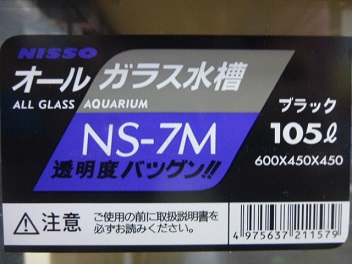 NISSO
オール ガラス水槽
ALL GLASS AQUARIUM
ブラック
NS-7M
105ℓ
透明度バツグン!!
600X450X450
注意
ご使用の前に取扱説明書を
必ずお読みください。
4 975637 211579